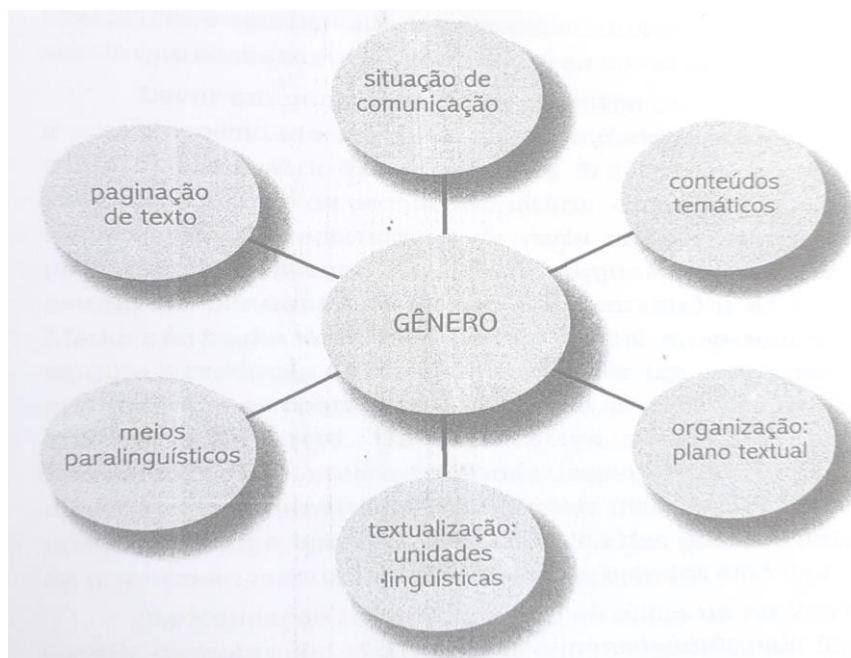 situação de
comunicação
paginação
de texto
conteúdos
temáticos
GÊNERO
meios
paralinguísticos
organização:
plano textual
textualização:
unidades
linguísticas